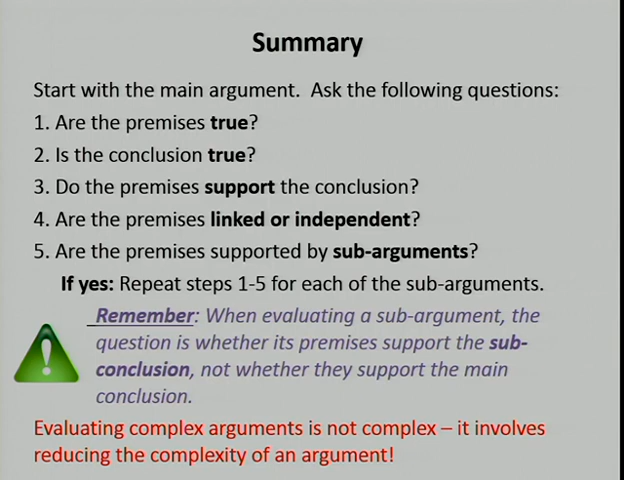 Summary
Start with the main argument.  Ask the following questions:
1. Are the premises true?
2. Is the conclusion true?
3. Do the premises support the conclusion?
4. Are the premises linked or independent?
5. Are the premises supported by sub-arguments?
If yes: Repeat steps 1-5 for each of the sub-arguments.
Remember: When evaluating a sub-argument, the
question is whether its premises support the sub-
conclusion, not whether they support the main
conclusion.
Evaluating complex arguments is not complex – it involves
reducing the complexity of an argument!